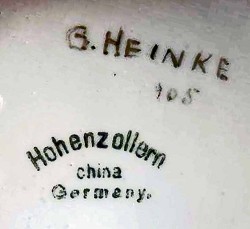 G. HEINKE
105
Hohenzollern
china
Germany.